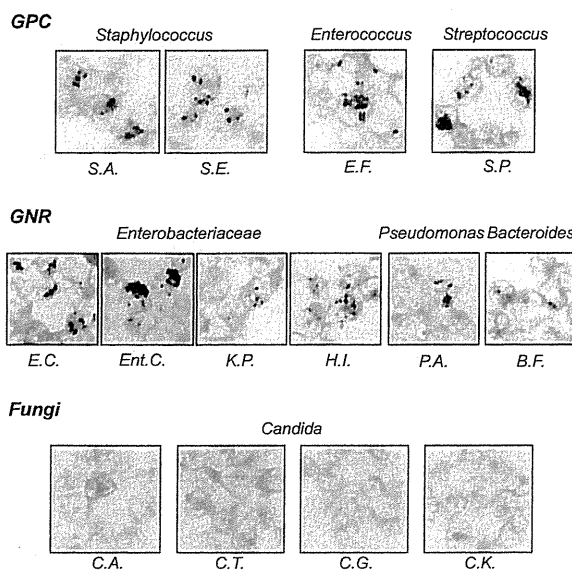 GPC
Staphylococcus Enterococcus Streptococcus
S.A. S.E. E.F. S.P.
GNR
Enterobacteriaceae Pseudomonas Bacteroides
E.C. Ent.C. K.P. H.I. P.A. B.F.
Fungi
Candida
C.A. C.T. C.G. C.K.